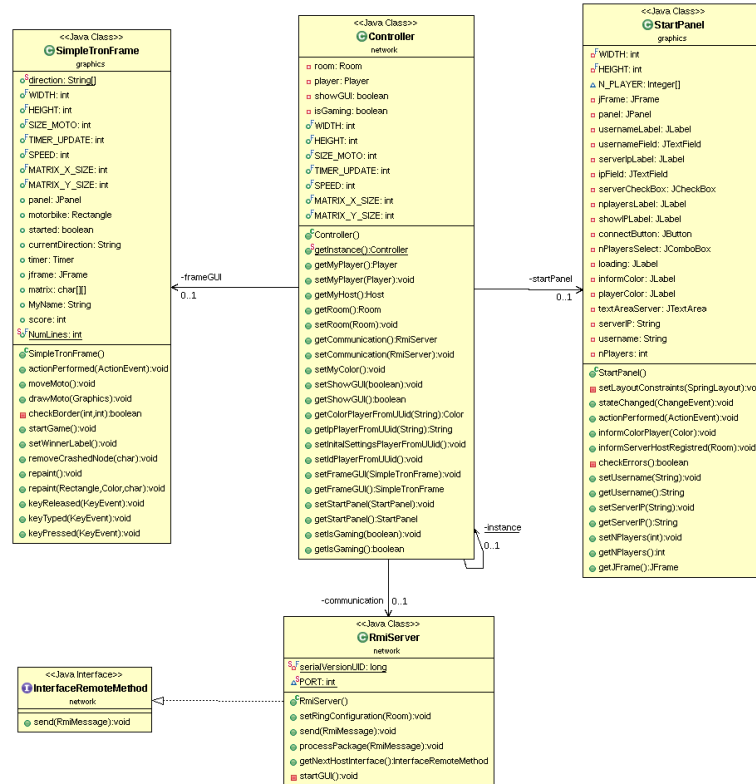 <<Java Class>>
SimpleTronFrame
graphics
direction: String[]
WIDTH: int
HEIGHT: int
SIZE_MOTO: int
TIMER_UPDATE: int
SPEED: int
MATRIX_X_SIZE: int
MATRIX_Y_SIZE: int
panel: JPanel
motorbike: Rectangle
started: boolean
currentDirection: String
timer: Timer
jframe: JFrame
matrix: char[][]
MyName: String
score: int
NumLines: int
SimpleTronFrame()
actionPerformed(ActionEvent):void
moveMoto():void
drawMoto(Graphics):void
checkBorder(int,int):boolean
startGame():void
setWinnerLabel():void
removeCrashedNode(char):void
repaint():void
repaint(Rectangle,Color,char):void
keyReleased(KeyEvent):void
keyTyped(KeyEvent):void
keyPressed(KeyEvent):void
-frameGUI
0..1
<<Java Class>>
Controller
network
room: Room
player: Player
showGUI: boolean
isGaming: boolean
WIDTH: int
HEIGHT: int
SIZE_MOTO: int
TIMER_UPDATE: int
SPEED: int
MATRIX_X_SIZE: int
MATRIX_Y_SIZE: int
Controller()
getInstance():Controller
getMyPlayer():Player
setMyPlayer(Player):void
getMyHost():Host
getRoom():Room
setRoom(Room):void
getCommunication():RmiServer
setCommunication(RmiServer):void
setMyColor():void
setShowGUI(boolean):void
getShowGUI():boolean
getColorPlayerFromUUid(String):Color
getIpPlayerFromUUid(String):String
setInitalSettingsPlayerFromUUid():void
setIdPlayerFromUUid():void
setFrameGUI(SimpleTronFrame):void
getFrameGUI():SimpleTronFrame
setStartPanel(StartPanel):void
getStartPanel():StartPanel
setIsGaming(boolean):void
getIsGaming():boolean
-instance
0..1
-startPanel
0..1
<<Java Class>>
StartPanel
graphics
WIDTH: int
HEIGHT: int
N_PLAYER: Integer[]
jFrame: JFrame
panel: JPanel
usernameLabel: JLabel
usernameField: JTextField
serverIpLabel: JLabel
ipField: JTextField
serverCheckBox: JCheckBox
nplayersLabel: JLabel
showIPLabel: JLabel
connectButton: JButton
nPlayersSelect: JComboBox
loading: JLabel
informColor: JLabel
playerColor: JLabel
textAreaServer: JTextArea
serverIP: String
username: String
nPlayers: int
StartPanel()
setLayoutConstraints(SpringLayout):vo
stateChanged(ChangeEvent):void
actionPerformed(ActionEvent):void
informColorPlayer(Color):void
informServerHostRegistred(Room):void
checkErrors():boolean
setUsername(String):void
getUsername():String
setServerIP(String):void
getServerIP():String
setNPlayers(int):void
getNPlayers():int
getJFrame():JFrame
-communication
0..1
<<Java Interface>>
InterfaceRemoteMethod
network
send(RmiMessage):void
<<Java Class>>
RmiServer
network
serialVersionUID: long
PORT: int
RmiServer()
setRingConfiguration(Room):void
send(RmiMessage):void
processPackage(RmiMessage):void
getNextHostInterface():InterfaceRemoteMethod
startGUI():void